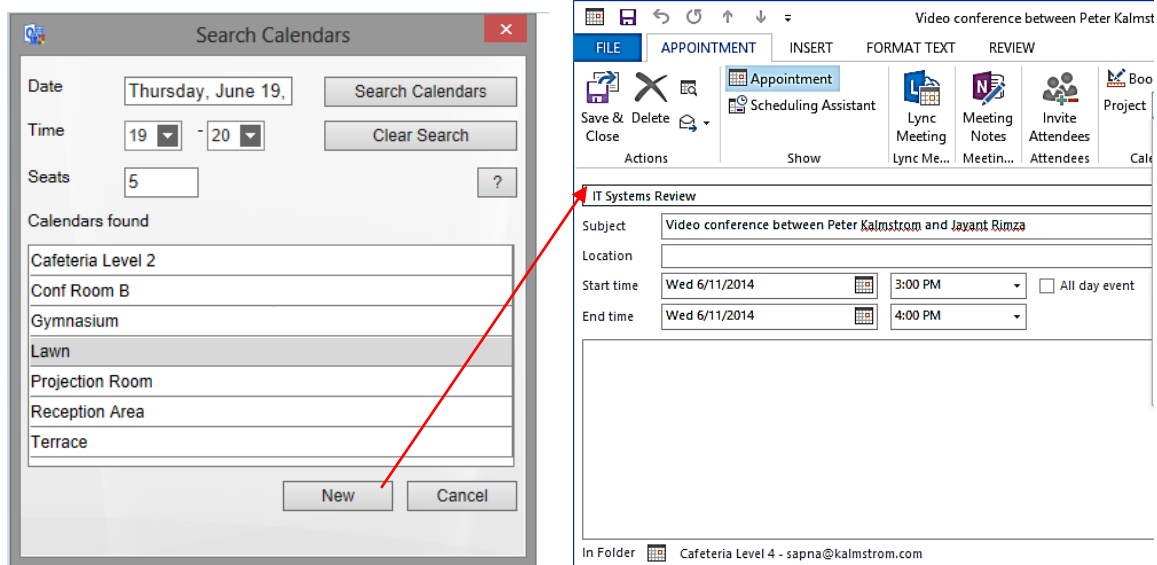 Search Calendars
Date
Thursday, June 19,
Search Calendars
Time
19 - 20
Clear Search
Seats
5
?
Calendars found
Cafeteria Level 2
Conf Room B
Gymnasium
Lawn
Projection Room
Reception Area
Terrace
New
Cancel
Video conference between Peter Kalmst
FILE APPOINTMENT INSERT FORMAT TEXT REVIEW
Save & Close
Delete
Appointment
Scheduling Assistant
Lync Meeting
Meeting Notes
Invite Attendees
Boo
Project
Actions Show Lync Me... Meetin... Attendees Cale
IT Systems Review
Subject Video conference between Peter Kalmstrom and Jayant Rimza
Location
Start time Wed 6/11/2014 3:00 PM All day event
End time Wed 6/11/2014 4:00 PM
In Folder Cafeteria Level 4 - sapna@kalmstrom.com